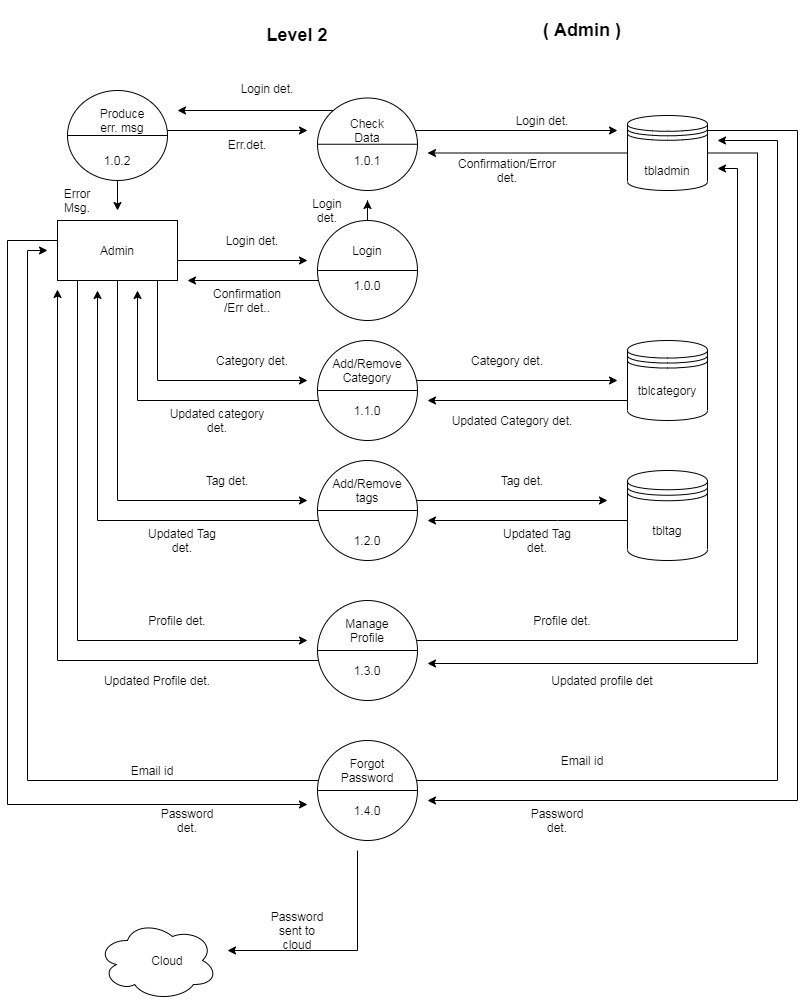 Level 2
( Admin )
Login det.
Produce
err. msg
1.0.2
Err.det.
Check
Data
1.0.1
Login det.
Confirmation/Error
det.
tbladmin
Error
Msg.
Login
det.
Admin
Login det.
Login
1.0.0
Confirmation
/Err det..
Category det.
Add/Remove
Category
1.1.0
Category det.
tblcategory
Updated category
det.
Updated Category det.
Tag det.
Add/Remove
tags
1.2.0
Tag det.
tbltag
Updated Tag
det.
Updated Tag
det.
Profile det.
Manage
Profile
1.3.0
Profile det.
Updated Profile det.
Updated profile det
Email id
Forgot
Password
1.4.0
Email id
Password
det.
Password
det.
Password
sent to
cloud
Cloud